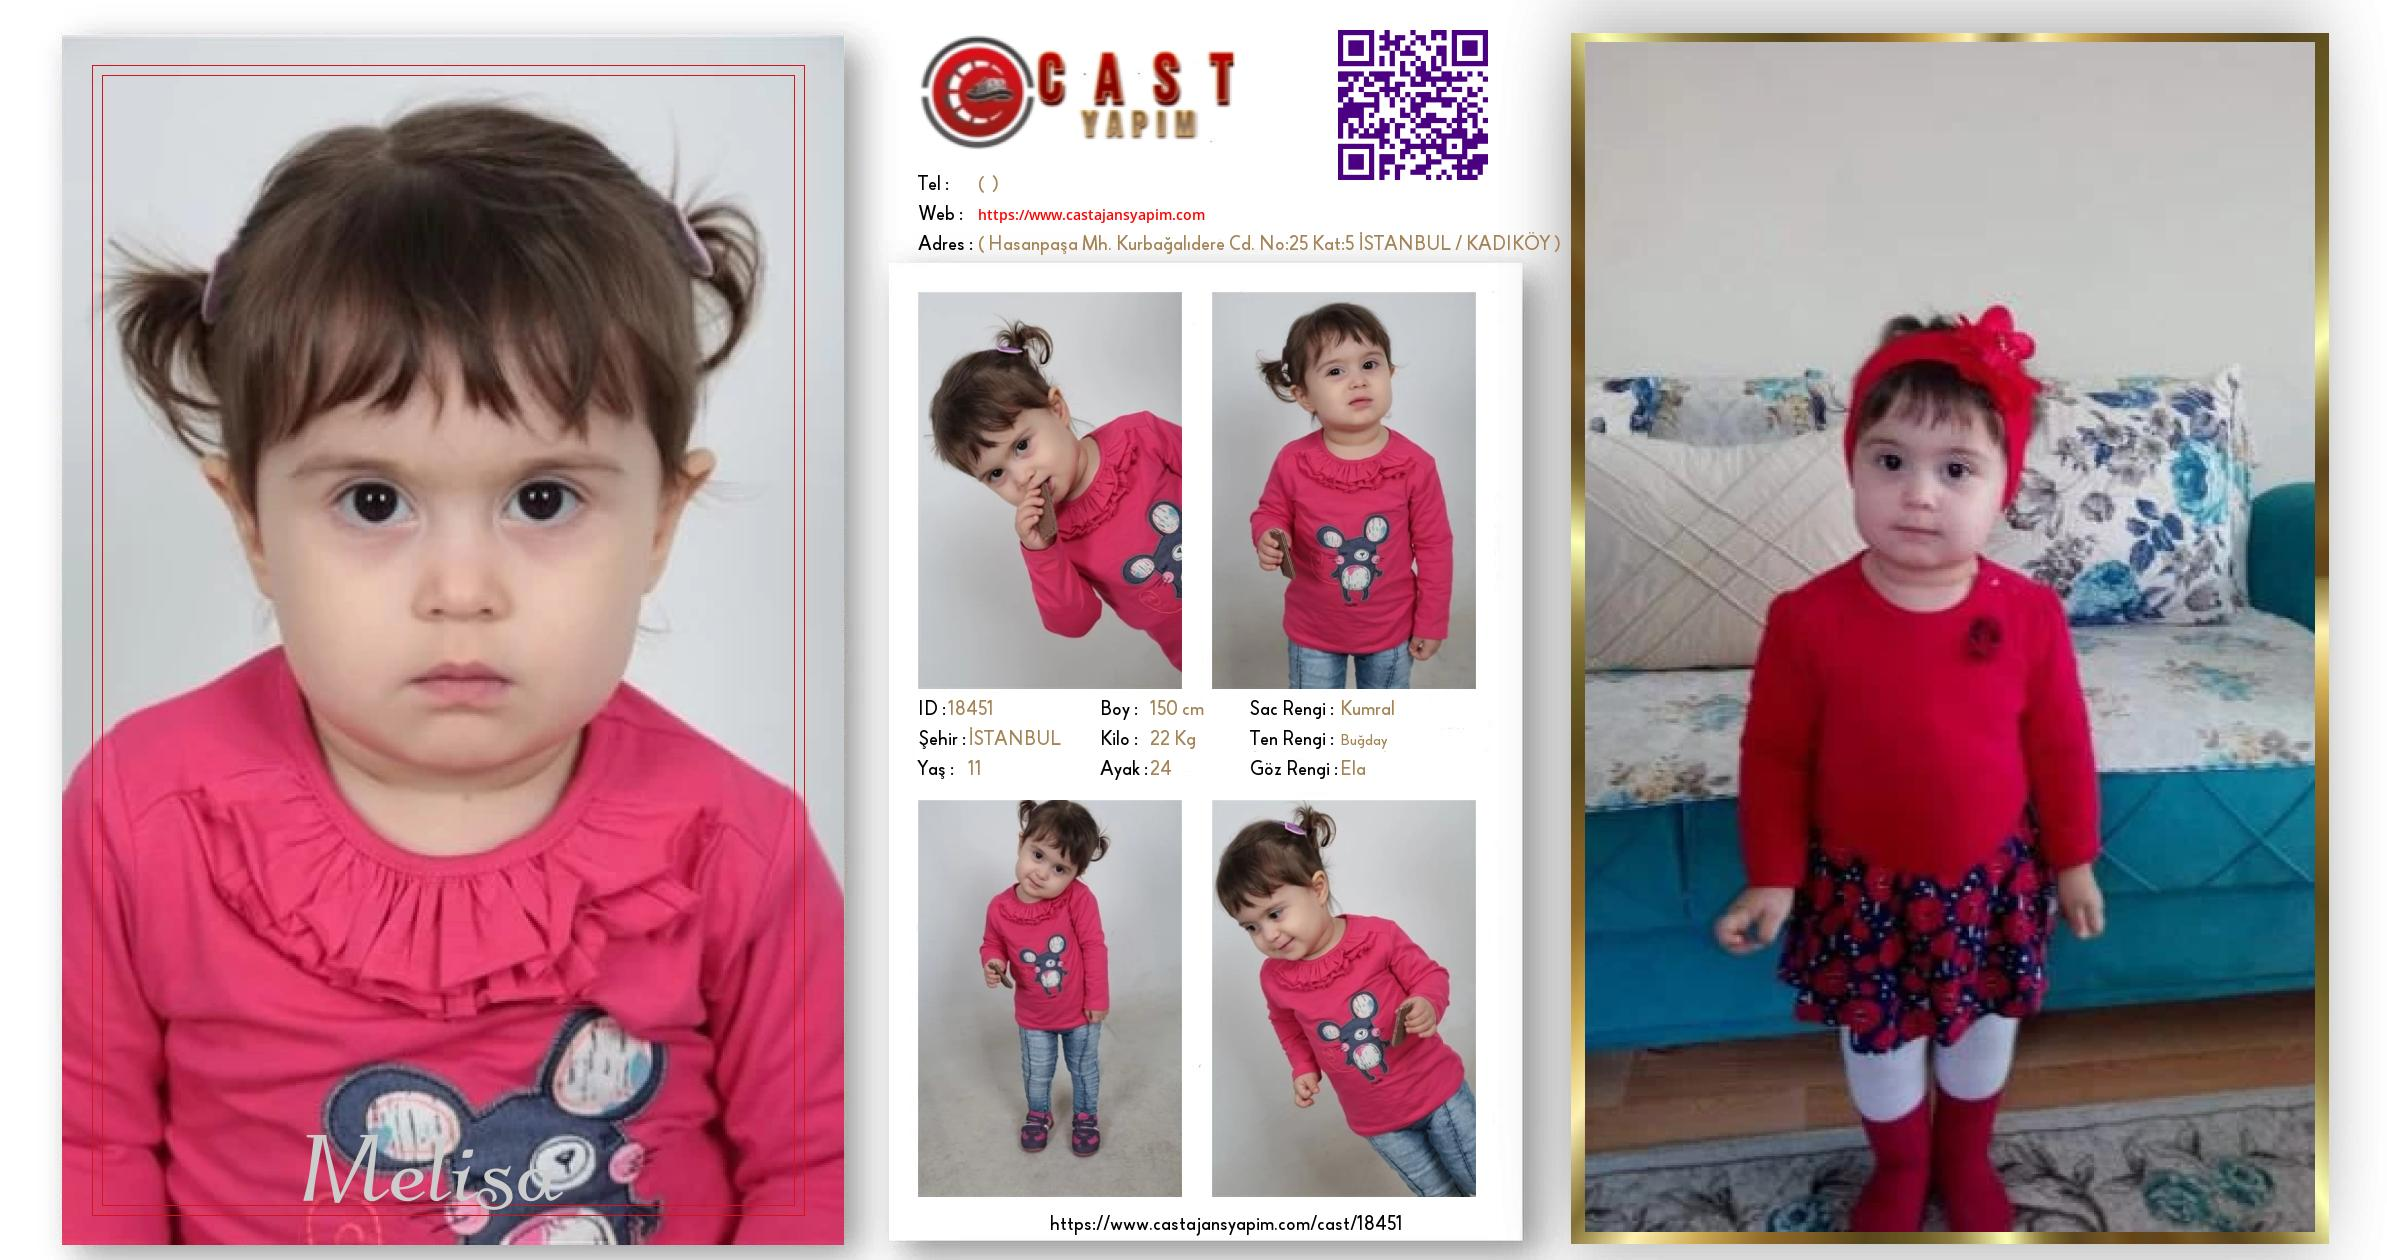 CAST
YAPIM
Tel : ( )
Web : https://www.castajansyapim.com
Adres : ( Hasanpaşa Mh. Kurbağalıdere Cd. No:25 Kat:5 İSTANBUL / KADIKÖY )
ID : 18451 Boy : 150 cm Sac Rengi : Kumral
Şehir : İSTANBUL Kilo : 22 Kg Ten Rengi : Buğday
Yaş : 11 Ayak : 24 Göz Rengi : Ela
Melisa
https://www.castajansyapim.com/cast/18451